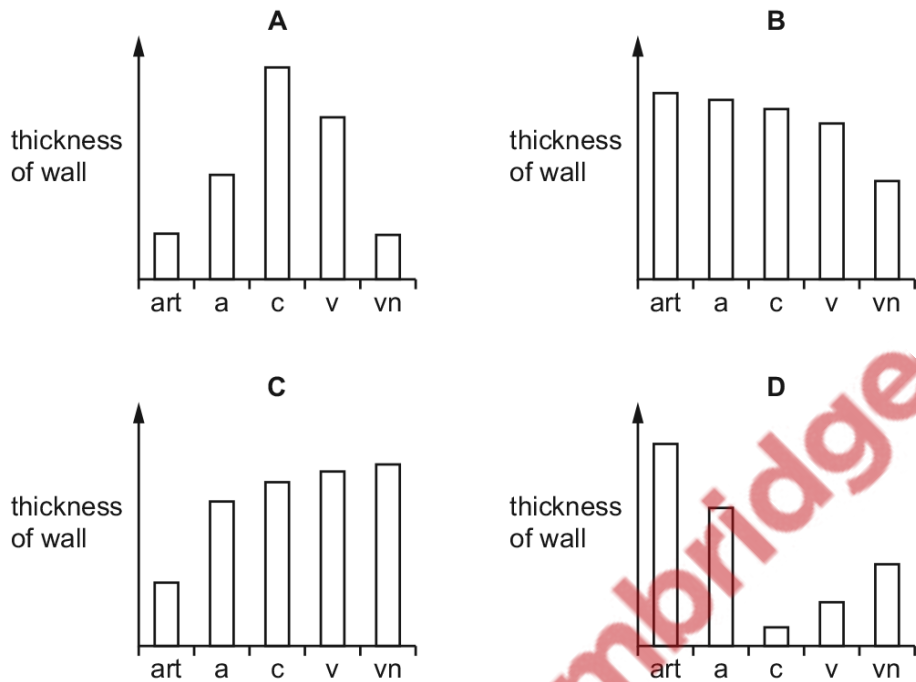 A
thickness
of wall
art a c v vn
B
thickness
of wall
art a c v vn
C
thickness
of wall
art a c v vn
D
thickness
of wall
art a c v vn
mbridge